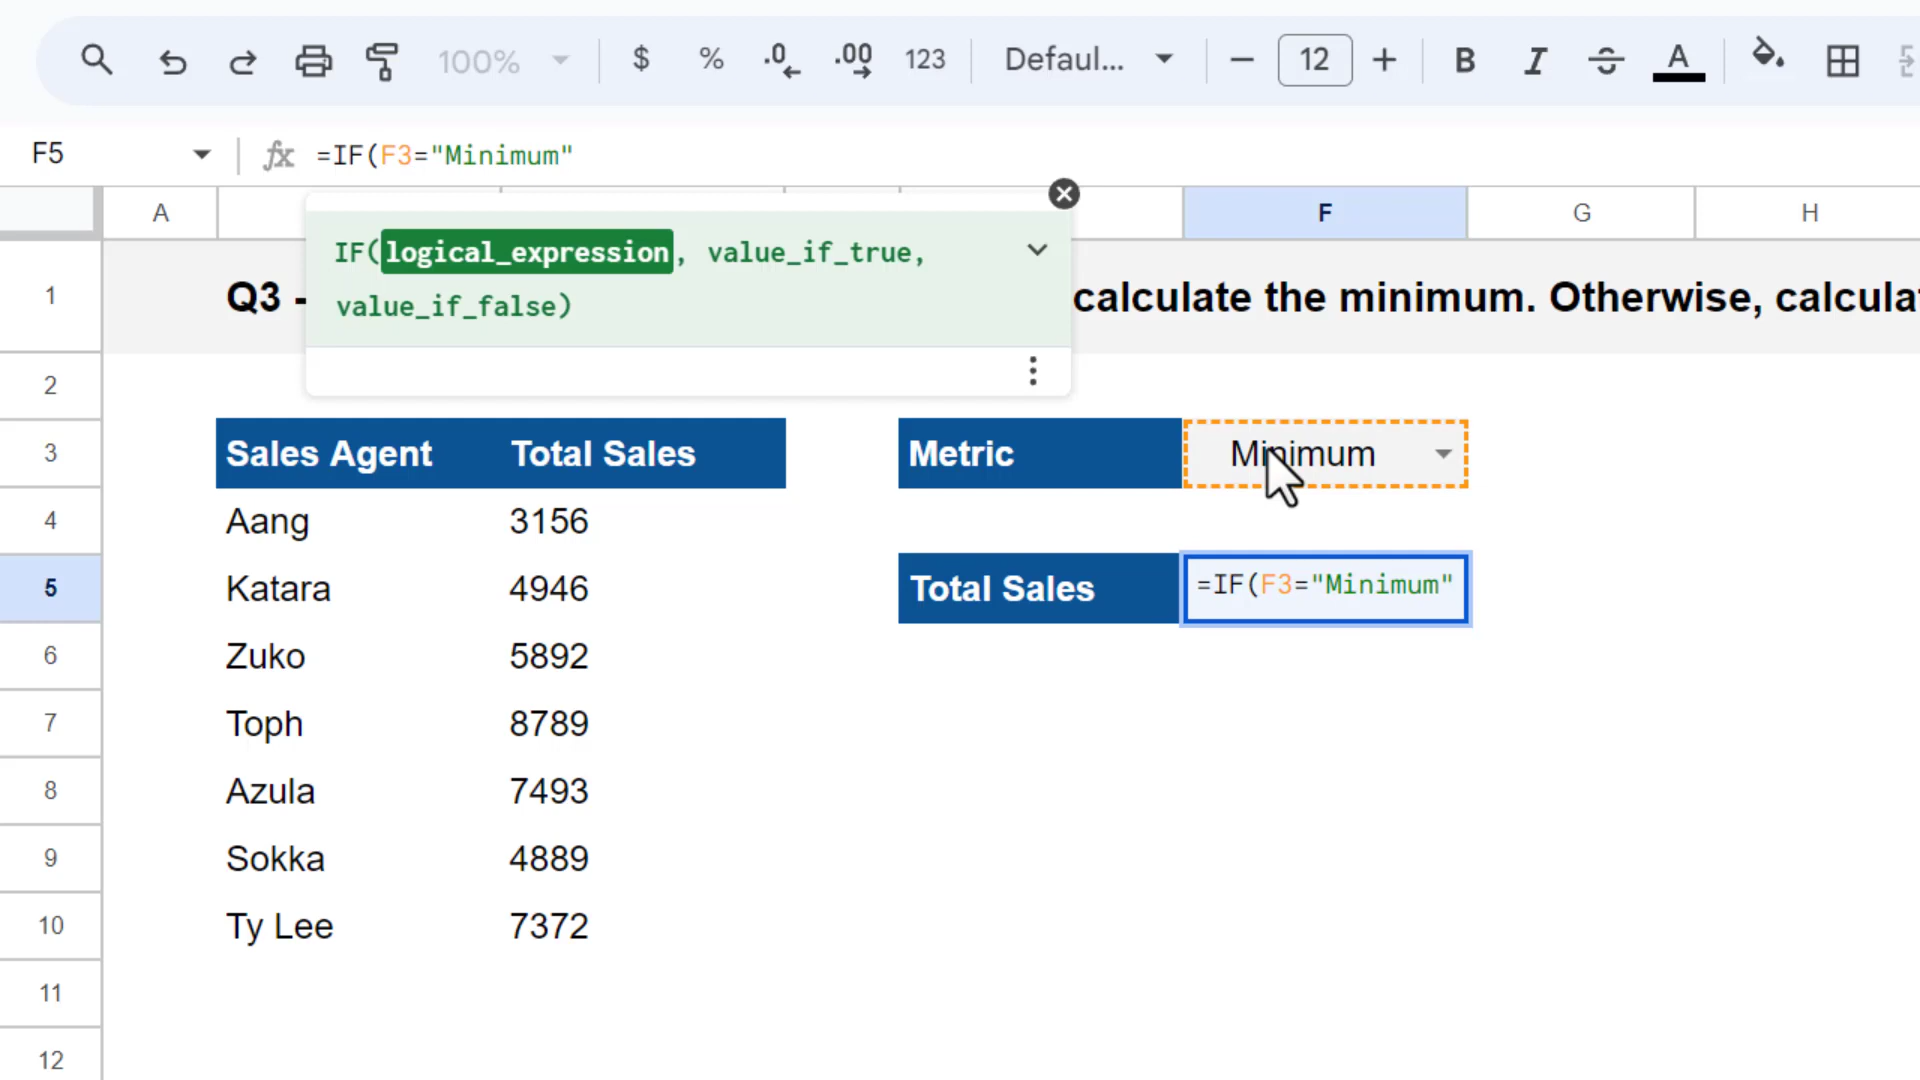 100% $ % .0 .00 123 Defaul... 12 B I A
F5 fx =IF(F3="Minimum"
A F G H
IF(logical_expression, value_if_true,
value_if_false)
1 Q3 - calculate the minimum. Otherwise, calculat
2
3 Sales Agent Total Sales Metric Minimum
4 Aang 3156
5 Katara 4946 Total Sales =IF(F3="Minimum"
6 Zuko 5892
7 Toph 8789
8 Azula 7493
9 Sokka 4889
10 Ty Lee 7372
11
12